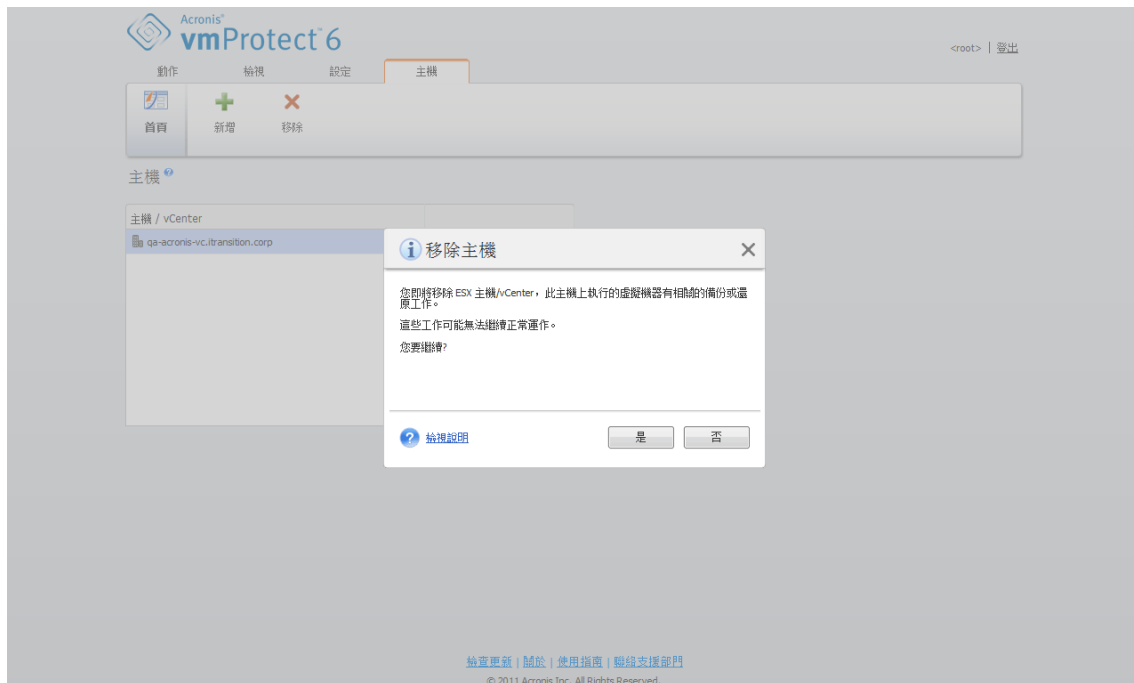 Acronis®
vmProtect™ 6
<root> | 登出
動作 檢視 設定 主機
首頁 新增 移除
主機
主機 / vCenter
qa-acronis-vc.itransition.corp
移除主機
您即將移除 ESX 主機/vCenter，此主機上執行的虛擬機器有相關的備份或還
原工作。
這些工作可能無法繼續正常運作。
您要繼續?
檢視說明
是 否
檢查更新 | 關於 | 使用指南 | 聯絡支援部門
© 2011 Acronis Inc. All Rights Reserved.